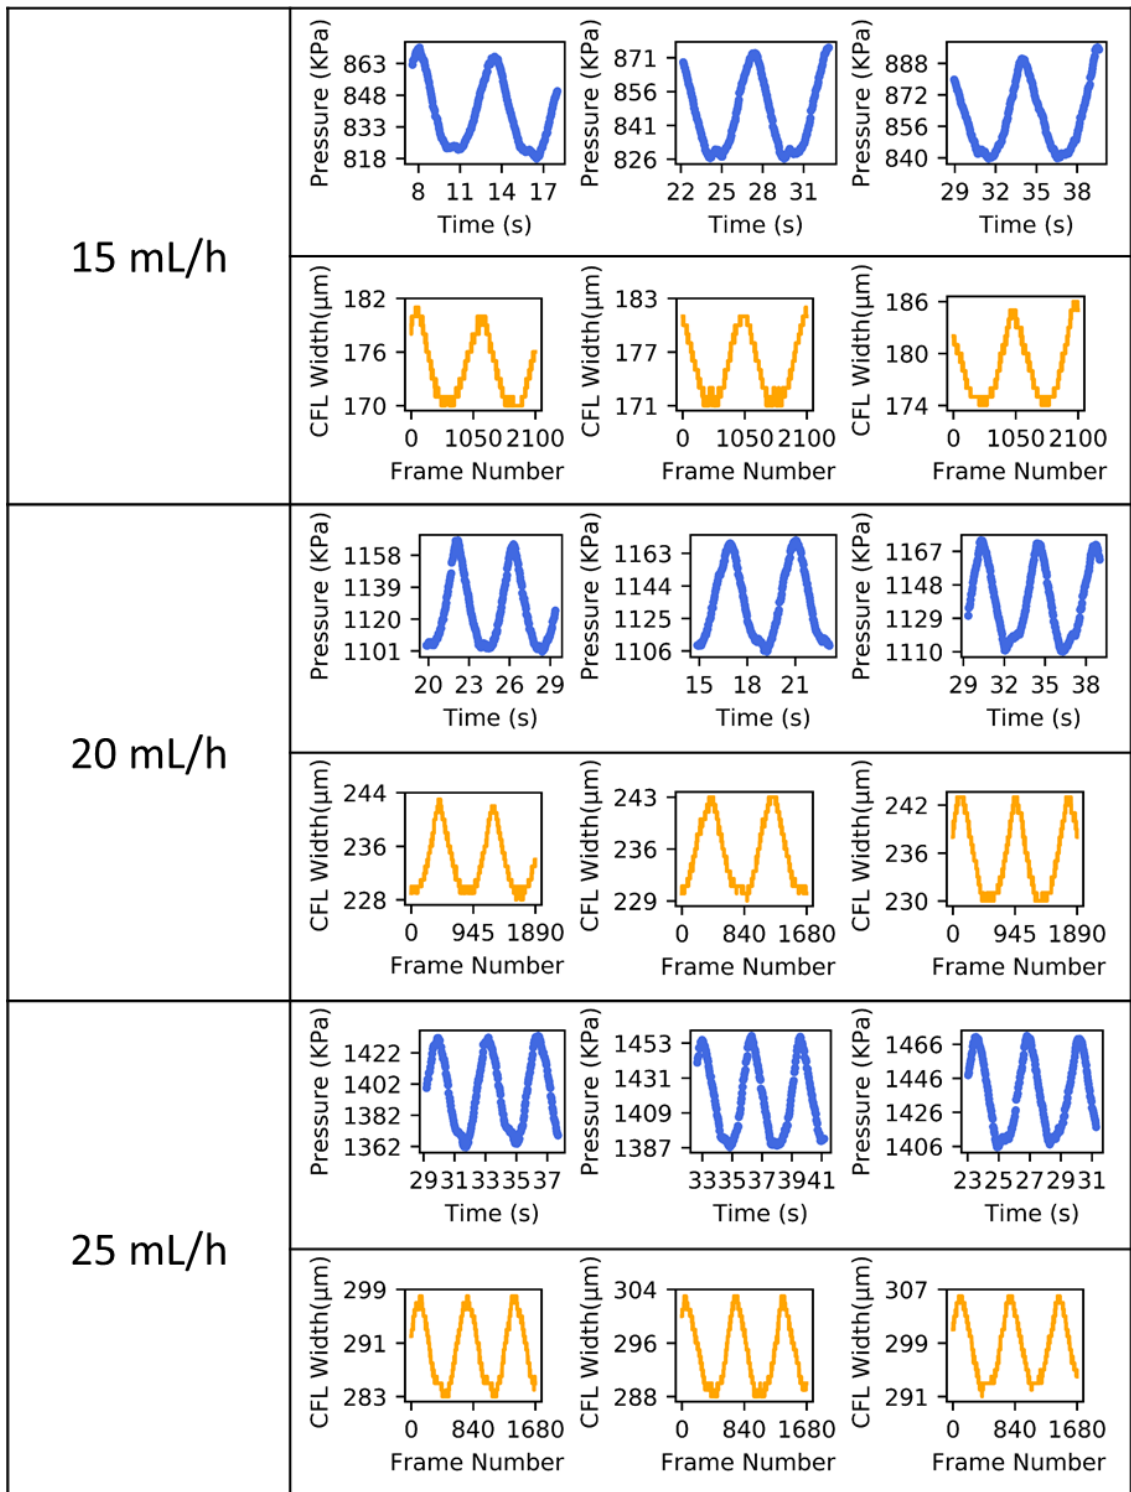 15 mL/h
Pressure (KPa)
863
848
833
818
8 11 14 17
Time (s)
Pressure (KPa)
871
856
841
826
22 25 28 31
Time (s)
Pressure (KPa)
888
872
856
840
29 32 35 38
Time (s)
CFL Width(μm)
182
176
170
0 1050 2100
Frame Number
CFL Width(μm)
183
177
171
0 1050 2100
Frame Number
CFL Width(μm)
186
180
174
0 1050 2100
Frame Number
20 mL/h
Pressure (KPa)
1158
1139
1120
1101
20 23 26 29
Time (s)
Pressure (KPa)
1163
1144
1125
1106
15 18 21
Time (s)
Pressure (KPa)
1167
1148
1129
1110
29 32 35 38
Time (s)
CFL Width(μm)
244
236
228
0 945 1890
Frame Number
CFL Width(μm)
243
236
229
0 840 1680
Frame Number
CFL Width(μm)
242
236
230
0 945 1890
Frame Number
25 mL/h
Pressure (KPa)
1422
1402
1382
1362
29 31 33 35 37
Time (s)
Pressure (KPa)
1453
1431
1409
1387
33 35 37 39 41
Time (s)
Pressure (KPa)
1466
1446
1426
1406
23 25 27 29 31
Time (s)
CFL Width(μm)
299
291
283
0 840 1680
Frame Number
CFL Width(μm)
304
296
288
0 840 1680
Frame Number
CFL Width(μm)
307
299
291
0 840 1680
Frame Number